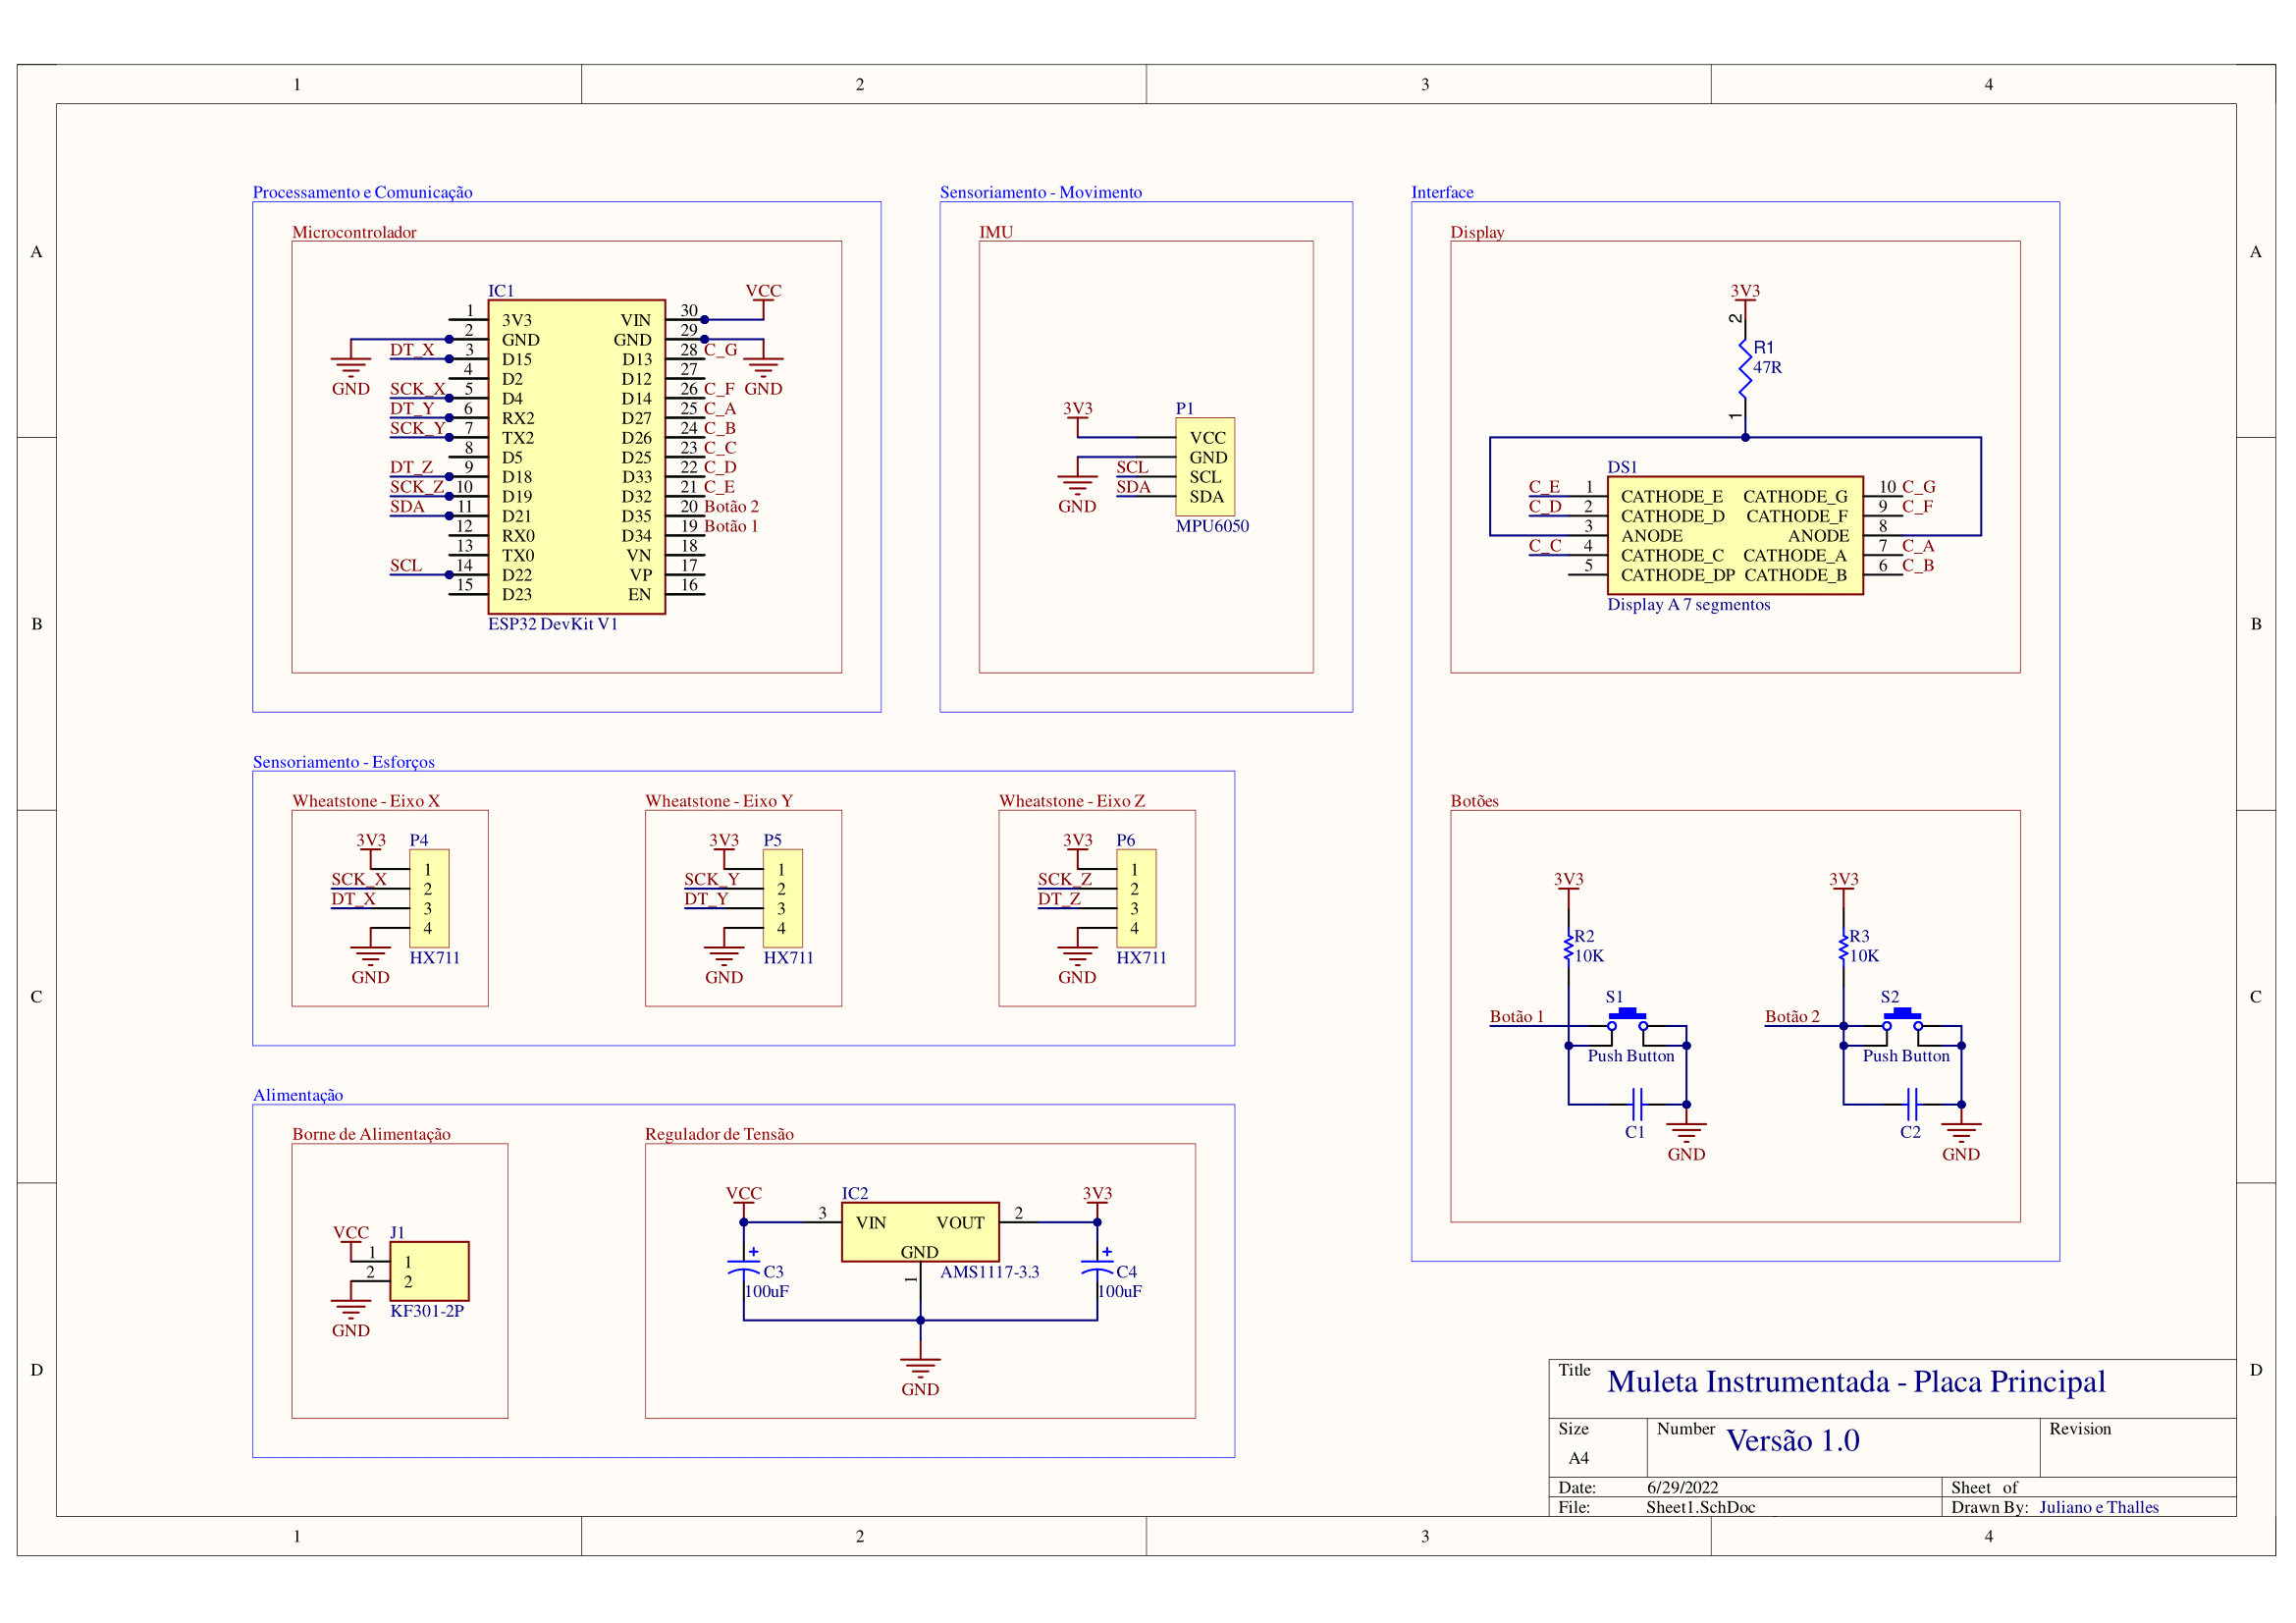 1 2 3 4
A A
B B
C C
D D
Processamento e Comunicação
Microcontrolador
IC1
VCC
1 3V3 VIN 30
2 GND GND 29
DT_X 3 D15 D13 28 C_G
4 D2 D12 27
SCK_X 5 D4 D14 26 C_F
DT_Y 6 RX2 D27 25 C_A
SCK_Y 7 TX2 D26 24 C_B
8 D5 D25 23 C_C
DT_Z 9 D18 D33 22 C_D
SCK_Z 10 D19 D32 21 C_E
SDA 11 D21 D35 20 Botão 2
12 RX0 D34 19 Botão 1
13 TX0 VN 18
SCL 14 D22 VP 17
15 D23 EN 16
GND GND
ESP32 DevKit V1
Sensoriamento - Movimento
IMU
3V3 P1
VCC
GND
SCL SCL
SDA SDA
GND MPU6050
Interface
Display
3V3
2
R1
47R
1
DS1
C_E 1 CATHODE_E CATHODE_G 10 C_G
C_D 2 CATHODE_D CATHODE_F 9 C_F
3 ANODE ANODE 8
C_C 4 CATHODE_C CATHODE_A 7 C_A
5 CATHODE_DP CATHODE_B 6 C_B
Display A 7 segmentos
Sensoriamento - Esforços
Wheatstone - Eixo X
3V3 P4
1
SCK_X 2
DT_X 3
4
HX711
GND
Wheatstone - Eixo Y
3V3 P5
1
SCK_Y 2
DT_Y 3
4
HX711
GND
Wheatstone - Eixo Z
3V3 P6
1
SCK_Z 2
DT_Z 3
4
HX711
GND
Botões
3V3 3V3
R2 R3
10K 10K
S1 S2
Botão 1 Botão 2
Push Button Push Button
C1 C2
GND GND
Alimentação
Borne de Alimentação
VCC J1
1 1
2 2
KF301-2P
GND
Regulador de Tensão
VCC IC2 3V3
3 VIN VOUT 2
GND
+ +
C3 1 AMS1117-3.3 C4
100uF 100uF
GND
Title Muleta Instrumentada - Placa Principal
Size Number Versão 1.0 Revision
A4
Date: 6/29/2022 Sheet of
File: Sheet1.SchDoc Drawn By: Juliano e Thalles
1 2 3 4